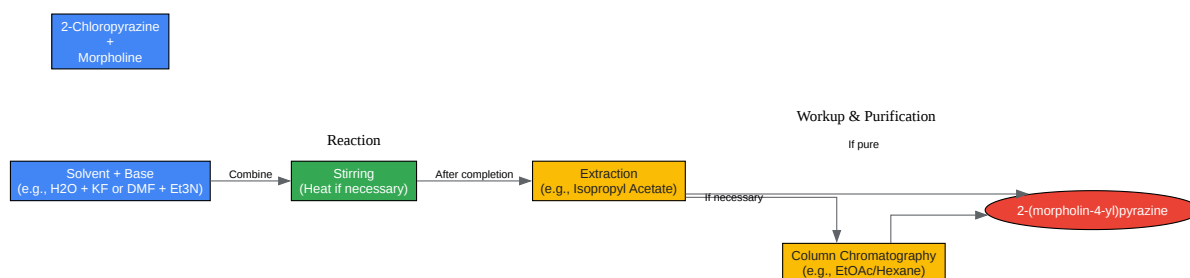 2-Chloropyrazine
+
Morpholine
Workup & Purification
Reaction
If pure
Solvent + Base
(e.g., H2O + KF or DMF + Et3N)
Combine
Stirring
(Heat if necessary)
After completion
Extraction
(e.g., Isopropyl Acetate)
If necessary
2-(morpholin-4-yl)pyrazine
Column Chromatography
(e.g., EtOAc/Hexane)